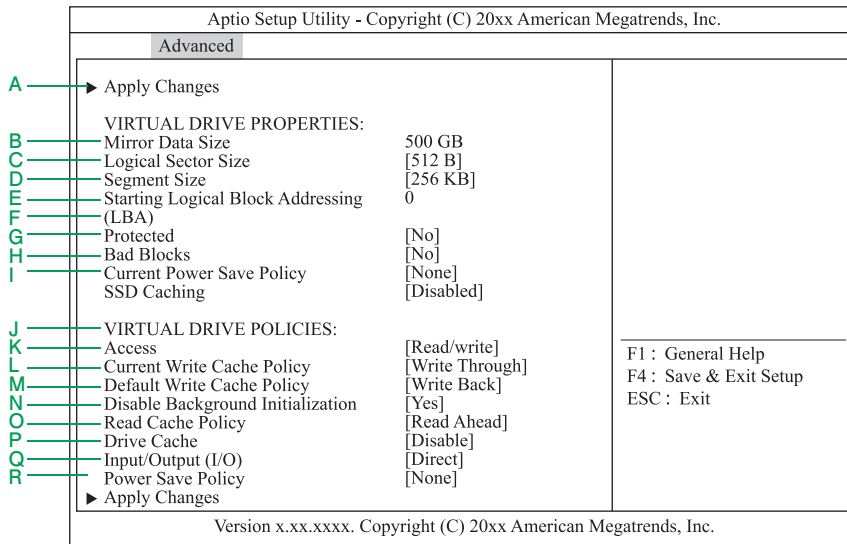 Aptio Setup Utility - Copyright (C) 20xx American Megatrends, Inc.
Advanced
A ▶ Apply Changes
VIRTUAL DRIVE PROPERTIES:
B Mirror Data Size 500 GB
C Logical Sector Size [512 B]
D Segment Size [256 KB]
E Starting Logical Block Addressing 0
F (LBA)
G Protected [No]
H Bad Blocks [No]
I Current Power Save Policy [None]
SSD Caching [Disabled]
J VIRTUAL DRIVE POLICIES:
K Access [Read/write]
L Current Write Cache Policy [Write Through]
M Default Write Cache Policy [Write Back]
N Disable Background Initialization [Yes]
O Read Cache Policy [Read Ahead]
P Drive Cache [Disable]
Q Input/Output (I/O) [Direct]
R Power Save Policy [None]
▶ Apply Changes
F1 : General Help
F4 : Save & Exit Setup
ESC : Exit
Version x.xx.xxxx. Copyright (C) 20xx American Megatrends, Inc.